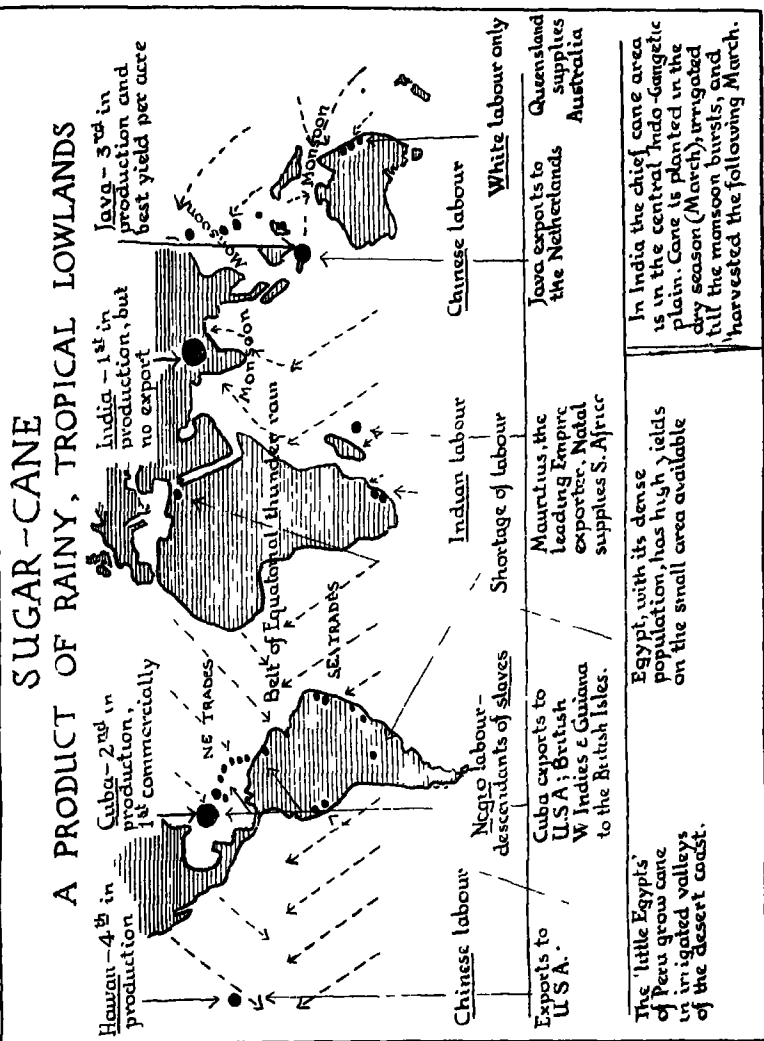 SUGAR-CANE
A PRODUCT OF RAINY, TROPICAL LOWLANDS
Hawaii-4th in
production
Cuba-2nd in
production,
1st commercially
India-1st in
production, but
no export
Java-3rd in
production and
best yield per acre
NE TRADES
Belt of Equatorial thunder rain
SE TRADES
Monsoon
Monsoon
Monsoon
Chinese labour
Negro labour-
descendants of slaves
Shortage of labour
Indian labour
Chinese labour
White labour only
Exports to
U.S.A.
Cuba exports to
U.S.A; British
W Indies & Guiana
to the British Isles.
Mauritius the
leading Empire
exporter. Natal
supplies S. Africa
Java exports to
the Netherlands
Queensland
supplies
Australia
The 'little Egypts'
of Peru grow cane
in irrigated valleys
of the desert coast.
Egypt, with its dense
population, has high yields
on the small area available
In India the chief cane area
is in the central Indo-Gangetic
plain. Cane is planted in the
dry season (March), irrigated
till the monsoon bursts, and
harvested the following March.